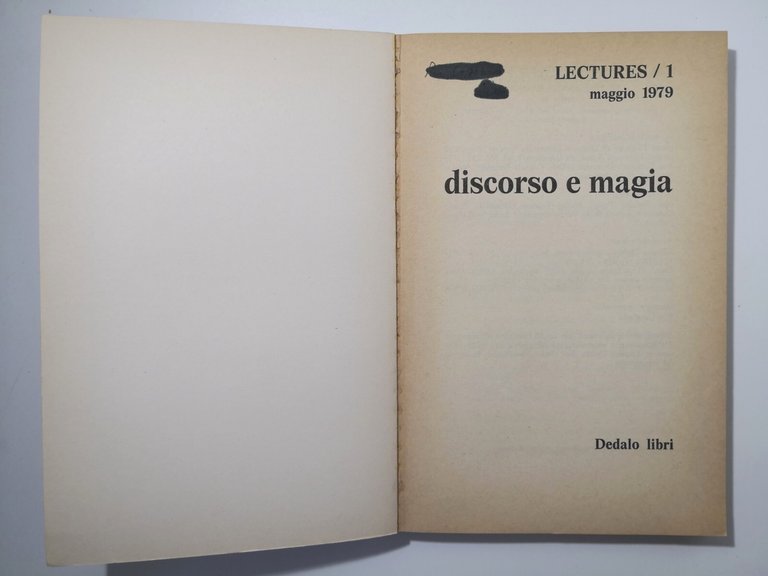 LECTURES / 1
maggio 1979
discorso e magia
Dedalo libri